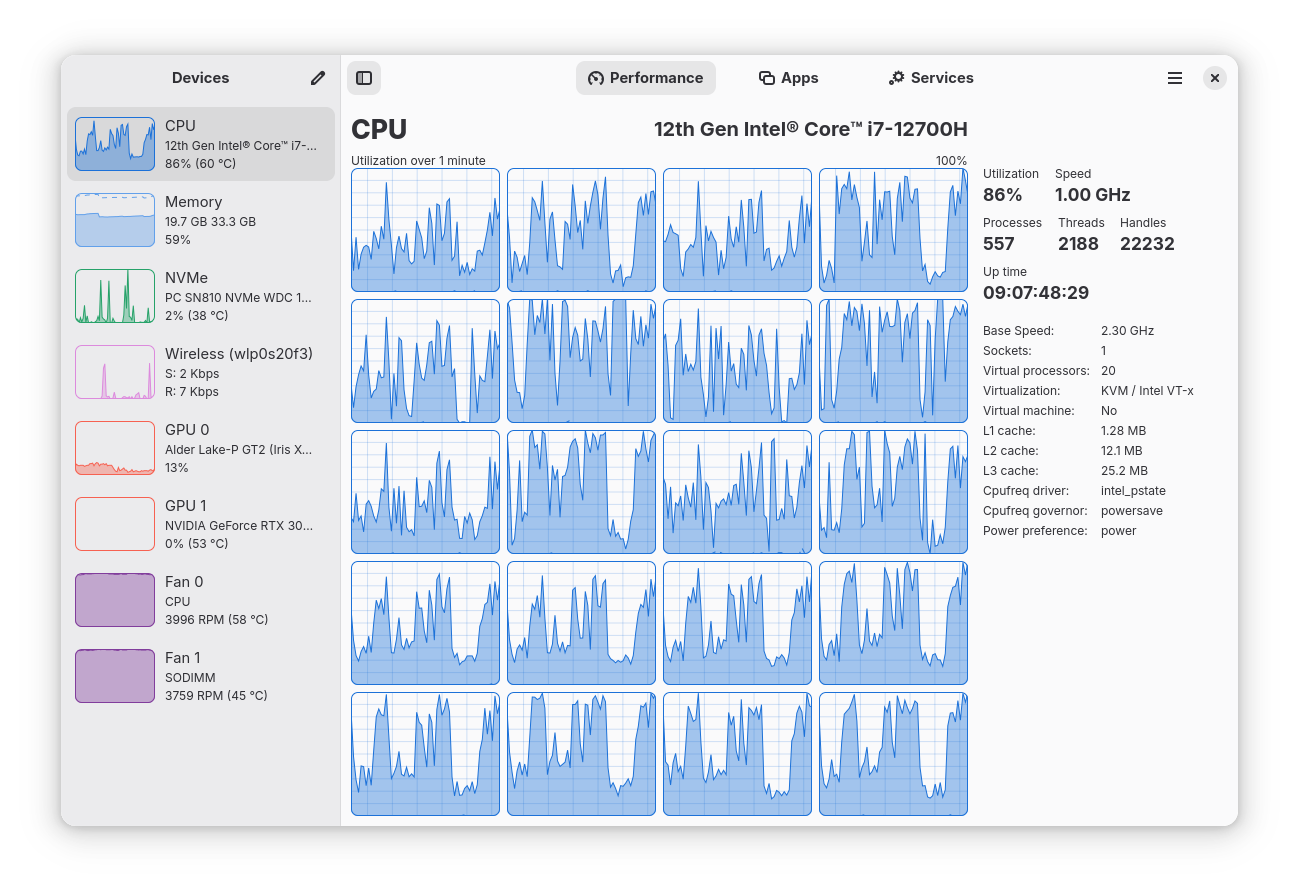 Devices
CPU
12th Gen Intel® Core™ i7-...
86% (60 °C)
Memory
19.7 GB 33.3 GB
59%
NVMe
PC SN810 NVMe WDC 1...
2% (38 °C)
Wireless (wlp0s20f3)
S: 2 Kbps
R: 7 Kbps
GPU 0
Alder Lake-P GT2 (Iris X...
13%
GPU 1
NVIDIA GeForce RTX 30...
0% (53 °C)
Fan 0
CPU
3996 RPM (58 °C)
Fan 1
SODIMM
3759 RPM (45 °C)
Performance Apps Services
CPU 12th Gen Intel® Core™ i7-12700H
Utilization over 1 minute 100%
Utilization Speed
86% 1.00 GHz
Processes Threads Handles
557 2188 22232
Up time
09:07:48:29
Base Speed: 2.30 GHz
Sockets: 1
Virtual processors: 20
Virtualization: KVM / Intel VT-x
Virtual machine: No
L1 cache: 1.28 MB
L2 cache: 12.1 MB
L3 cache: 25.2 MB
Cpufreq driver: intel_pstate
Cpufreq governor: powersave
Power preference: power